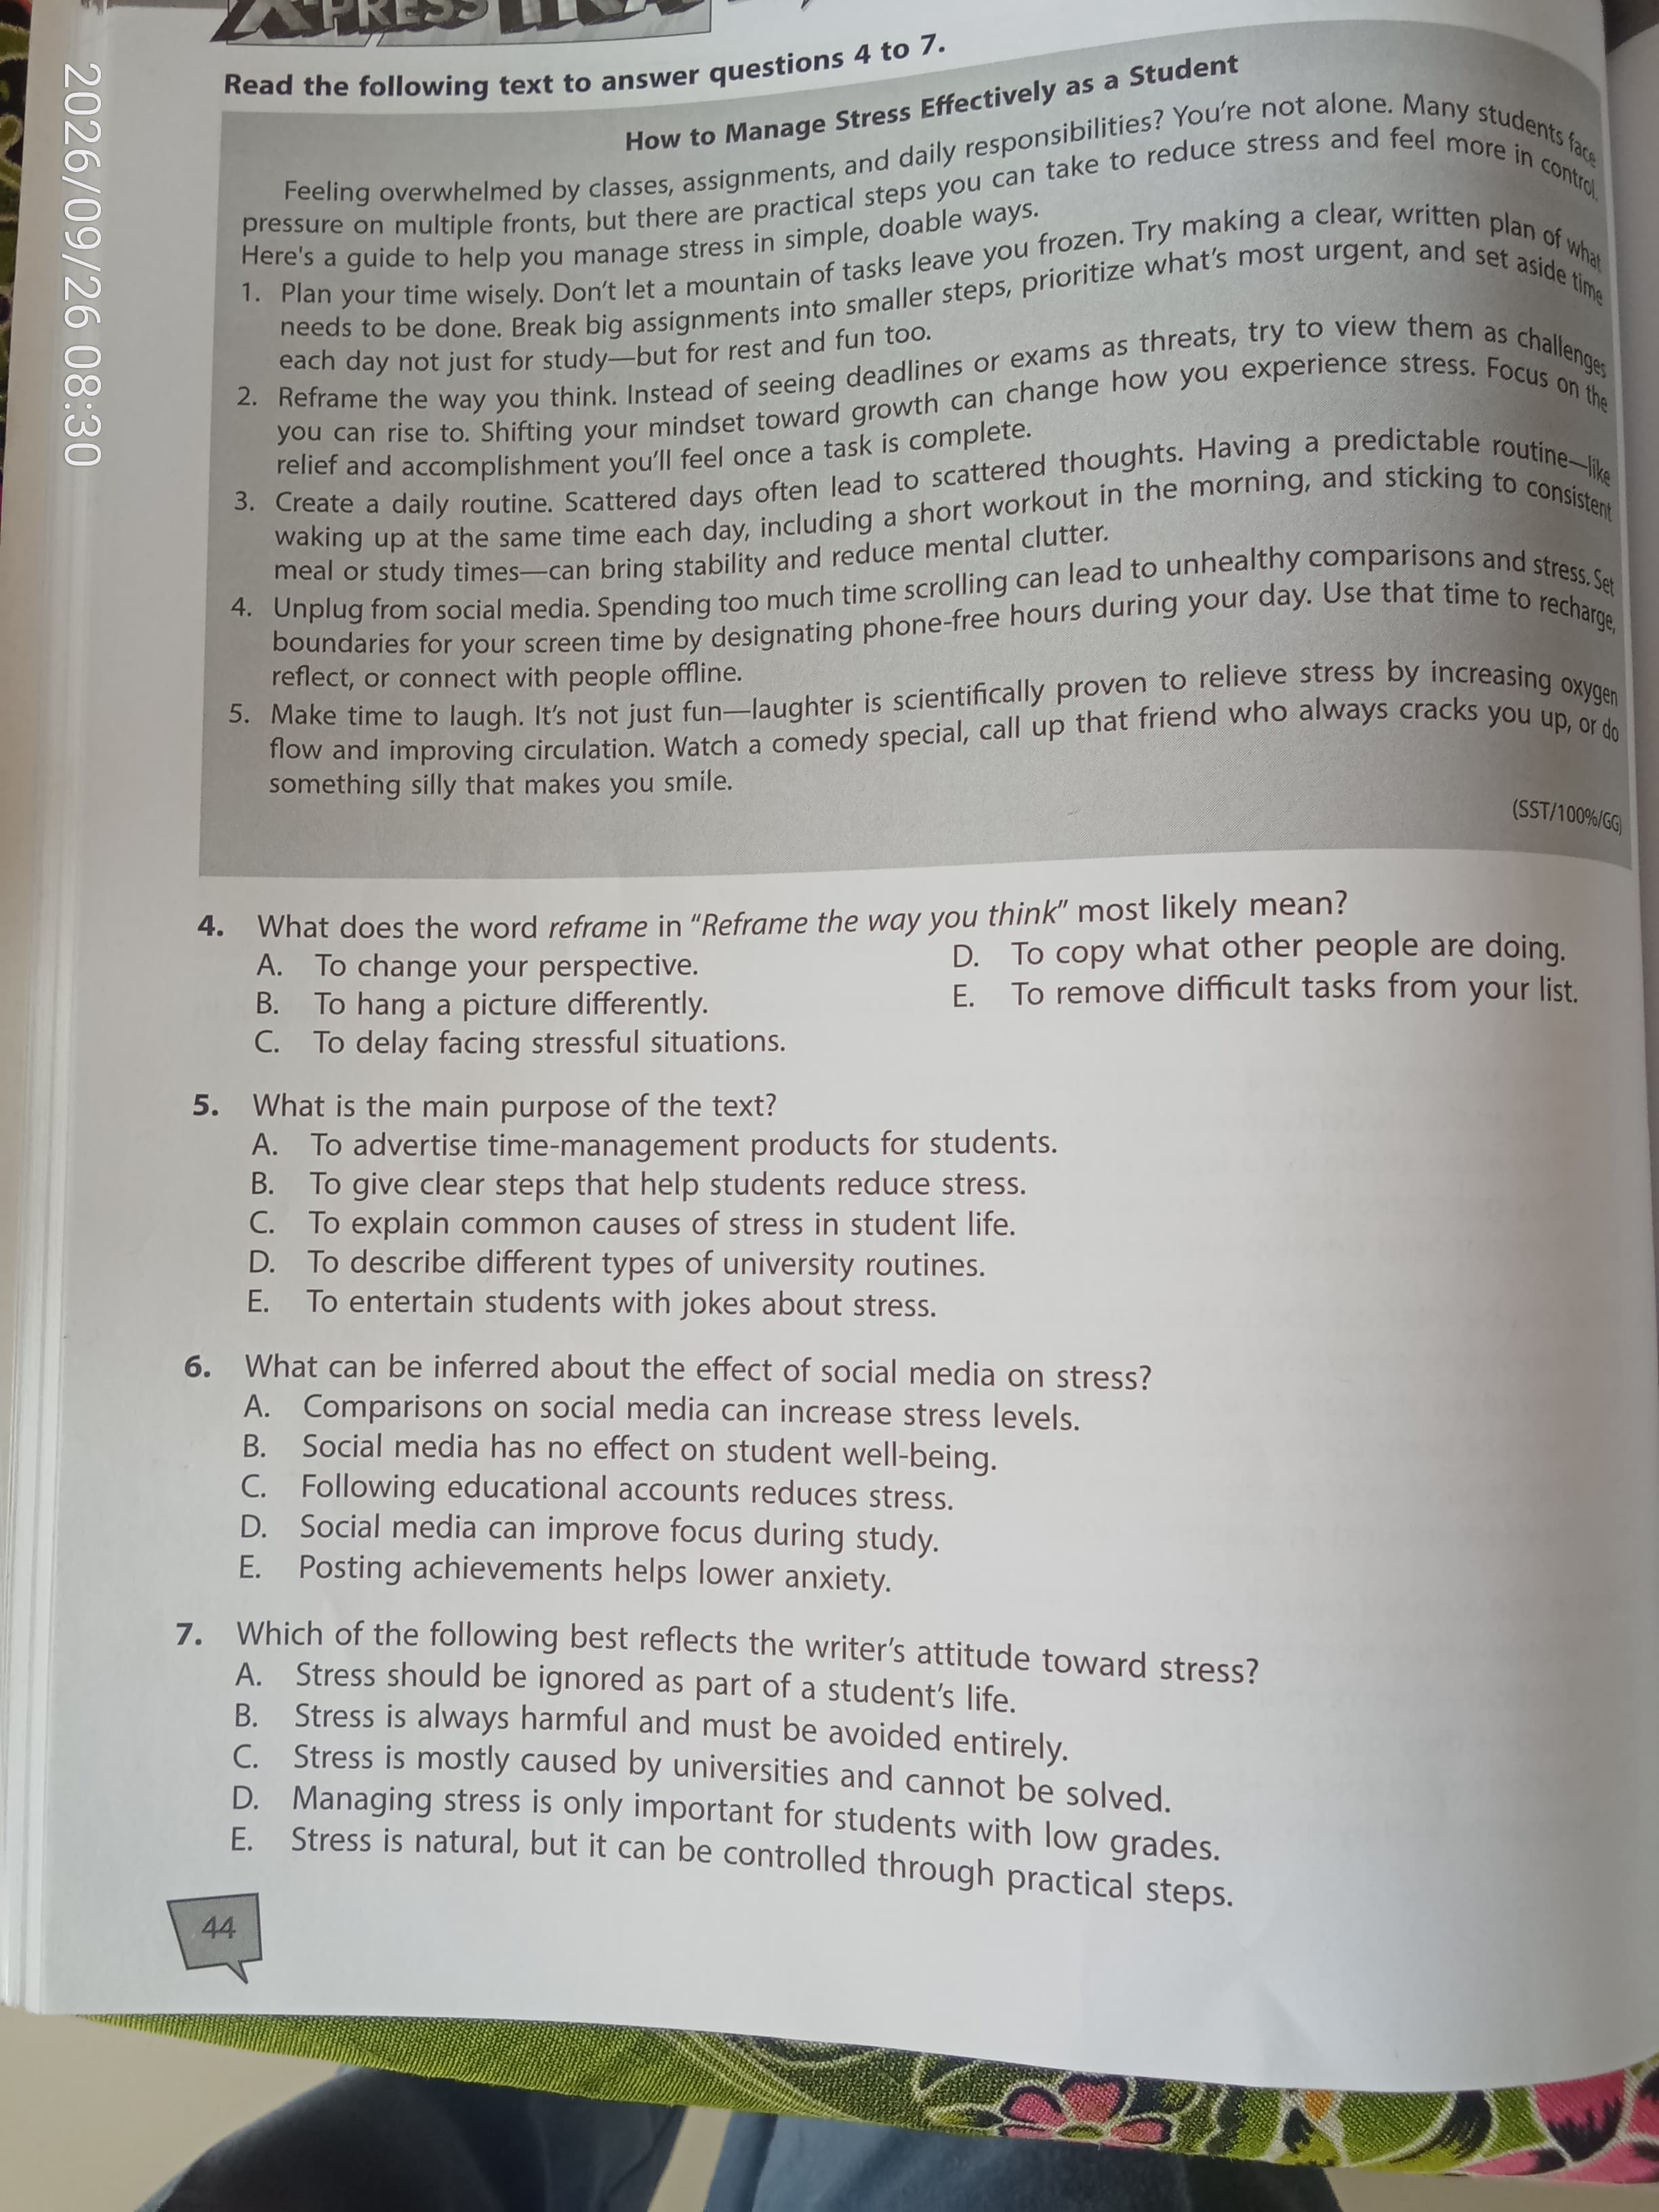 X-PRESS
2026/09/26 08:30
Read the following text to answer questions 4 to 7.
How to Manage Stress Effectively as a Student
Feeling overwhelmed by classes, assignments, and daily responsibilities? You're not alone. Many students face
pressure on multiple fronts, but there are practical steps you can take to reduce stress and feel more in control.
Here's a guide to help you manage stress in simple, doable ways.
1. Plan your time wisely. Don't let a mountain of tasks leave you frozen. Try making a clear, written plan of what
needs to be done. Break big assignments into smaller steps, prioritize what's most urgent, and set aside time
each day not just for study—but for rest and fun too.
2. Reframe the way you think. Instead of seeing deadlines or exams as threats, try to view them as challenges
you can rise to. Shifting your mindset toward growth can change how you experience stress. Focus on the
relief and accomplishment you'll feel once a task is complete.
3. Create a daily routine. Scattered days often lead to scattered thoughts. Having a predictable routine—like
waking up at the same time each day, including a short workout in the morning, and sticking to consistent
meal or study times—can bring stability and reduce mental clutter.
4. Unplug from social media. Spending too much time scrolling can lead to unhealthy comparisons and stress. Set
boundaries for your screen time by designating phone-free hours during your day. Use that time to recharge,
reflect, or connect with people offline.
5. Make time to laugh. It's not just fun—laughter is scientifically proven to relieve stress by increasing oxygen
flow and improving circulation. Watch a comedy special, call up that friend who always cracks you up, or do
something silly that makes you smile.
(SST/100%/GG)
4. What does the word reframe in "Reframe the way you think" most likely mean?
A. To change your perspective.
B. To hang a picture differently.
C. To delay facing stressful situations.
D. To copy what other people are doing.
E. To remove difficult tasks from your list.
5. What is the main purpose of the text?
A. To advertise time-management products for students.
B. To give clear steps that help students reduce stress.
C. To explain common causes of stress in student life.
D. To describe different types of university routines.
E. To entertain students with jokes about stress.
6. What can be inferred about the effect of social media on stress?
A. Comparisons on social media can increase stress levels.
B. Social media has no effect on student well-being.
C. Following educational accounts reduces stress.
D. Social media can improve focus during study.
E. Posting achievements helps lower anxiety.
7. Which of the following best reflects the writer's attitude toward stress?
A. Stress should be ignored as part of a student's life.
B. Stress is always harmful and must be avoided entirely.
C. Stress is mostly caused by universities and cannot be solved.
D. Managing stress is only important for students with low grades.
E. Stress is natural, but it can be controlled through practical steps.
44